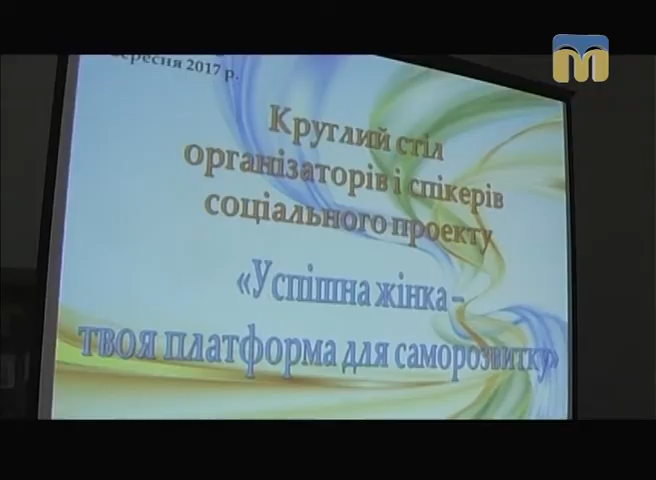 вересня 2017 р.
Круглий стіл
організаторів і спікерів
соціального проекту
«Успішна жінка –
твоя платформа для саморозвитку»